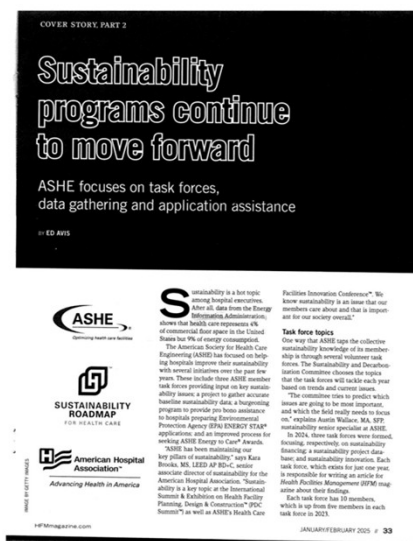 COVER STORY, PART 2
Sustainability
programs continue
to move forward
ASHE focuses on task forces,
data gathering and application assistance
BY ED AVIS
ASHE
Optimizing health care facilities
SUSTAINABILITY
ROADMAP
FOR HEALTH CARE
American Hospital
Association™
Advancing Health in America
IMAGE BY GETTY IMAGES
Sustainability is a hot topic
among hospital executives.
After all, data from the Energy
Information Administration,
shows that health care represents 4%
of commercial floor space in the United
States but 9% of energy consumption.
The American Society for Health Care
Engineering (ASHE) has focused on help-
ing hospitals improve their sustainability
with several initiatives over the past few
years. These include three ASHE member
task forces providing input on key sustain-
ability issues; a project to gather accurate
baseline sustainability data; a burgeoning
program to provide pro bono assistance
to hospitals preparing Environmental
Protection Agency (EPA) ENERGY STAR®
applications; and an improved process for
seeking ASHE Energy to Care® Awards.
"ASHE has been maintaining our
key pillars of sustainability," says Kara
Brooks, MS, LEED AP BD+C, senior
associate director of sustainability for the
American Hospital Association. "Sustain-
ability is a key topic at the International
Summit & Exhibition on Health Facility
Planning, Design & Construction™ (PDC
Summit™) as well as ASHE's Health Care
Facilities Innovation Conference™. We
know sustainability is an issue that our
members care about and that is import-
ant for our society overall."
Task force topics
One way that ASHE taps the collective
sustainability knowledge of its member-
ship is through several volunteer task
forces. The Sustainability and Decarbon-
ization Committee chooses the topics
that the task forces will tackle each year
based on trends and current issues.
"The committee tries to predict which
issues are going to be most important,
and which the field really needs to focus
on," explains Austin Wallace, MA, SFP,
sustainability senior specialist at ASHE.
In 2024, three task forces were formed,
focusing, respectively, on sustainability
financing; a sustainability project data-
base; and sustainability innovation. Each
task force, which exists for just one year,
is responsible for writing an article for
Health Facilities Management (HFM) mag-
azine about their findings.
Each task force has 10 members,
which is up from five members in each
task force in 2023.
HFMmagazine.com
JANUARY/FEBRUARY 2025 // 33